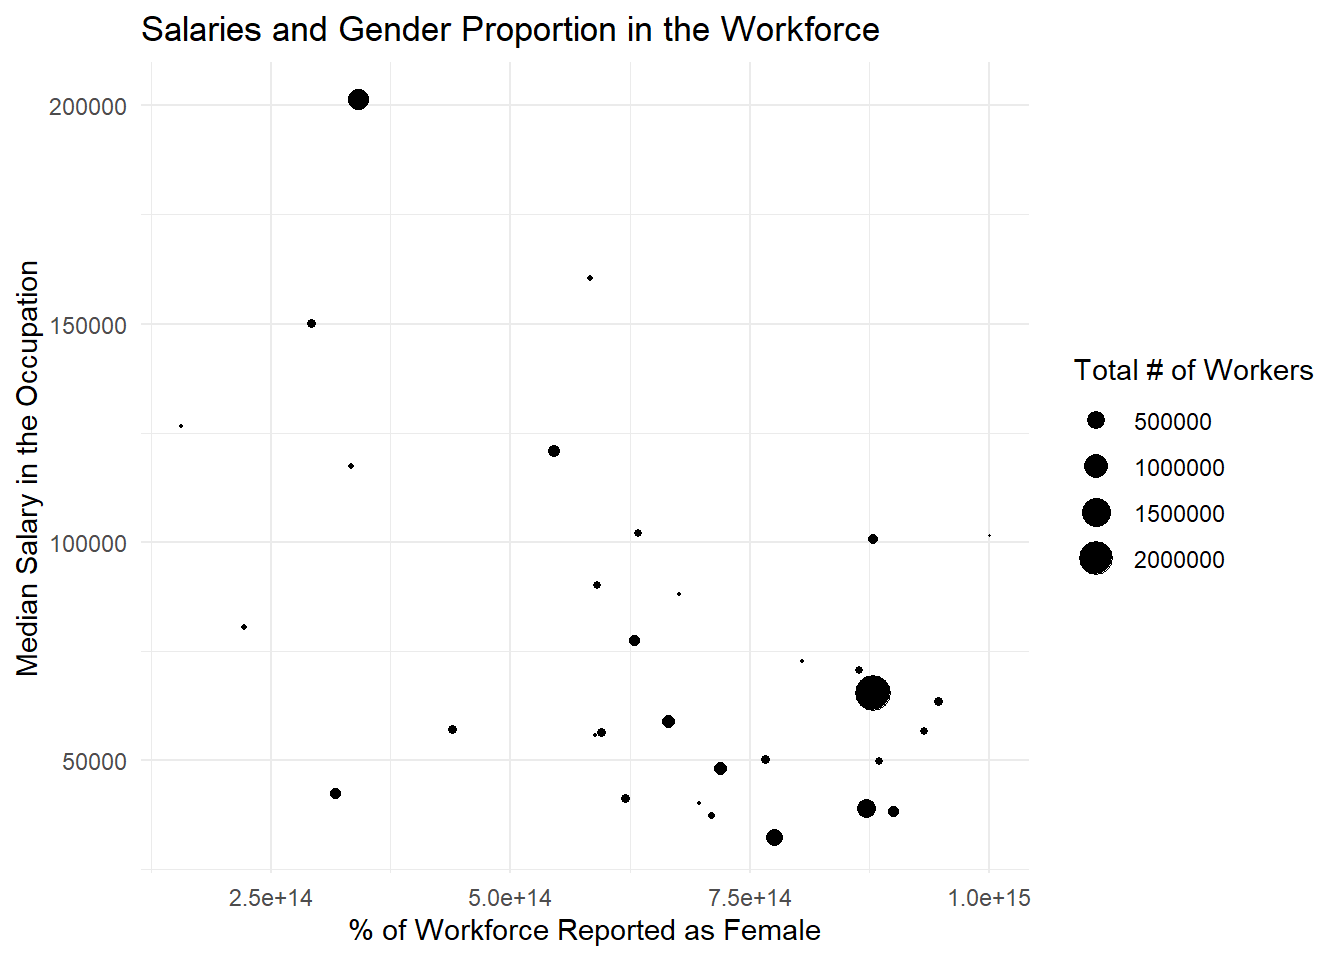 Salaries and Gender Proportion in the Workforce
Median Salary in the Occupation
200000
150000
100000
50000
2.5e+14
5.0e+14
7.5e+14
1.0e+15
% of Workforce Reported as Female
Total # of Workers
500000
1000000
1500000
2000000